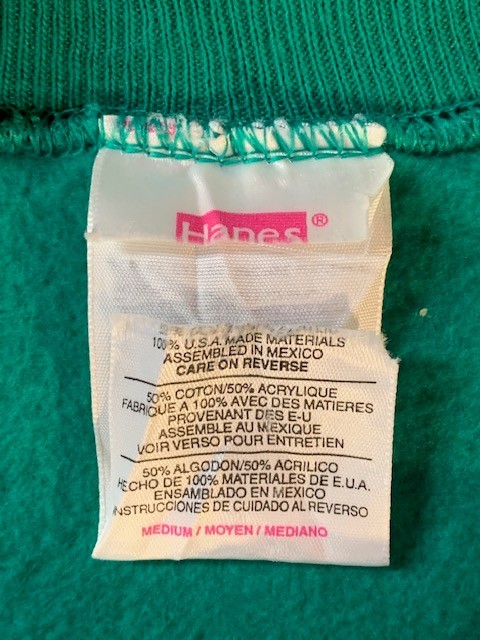 Hanes®
100% U.S.A. MADE MATERIALS
ASSEMBLED IN MEXICO
CARE ON REVERSE
50% COTON/50% ACRYLIQUE
FABRIQUE A 100% AVEC DES MATIERES
PROVENANT DES E-U
ASSEMBLE AU MEXIQUE
VOIR VERSO POUR ENTRETIEN
50% ALGODON/50% ACRILICO
HECHO DE 100% MATERIALES DE E.U.A.
ENSAMBLADO EN MEXICO
INSTRUCCIONES DE CUIDADO AL REVERSO
MEDIUM / MOYEN / MEDIANO